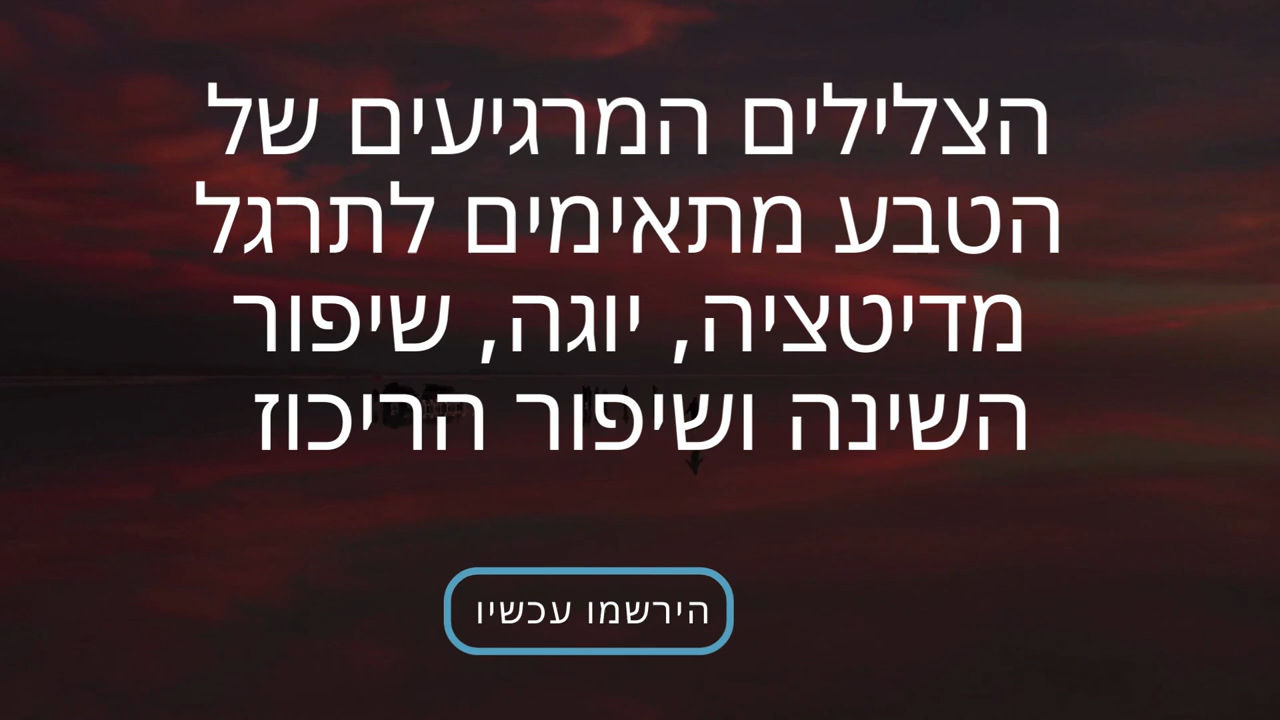 הצלילים המרגיעים של
הטבע מתאימים לתרגל
מדיטציה, יוגה, שיפור
השינה ושיפור הריכוז
הירשמו עכשיו